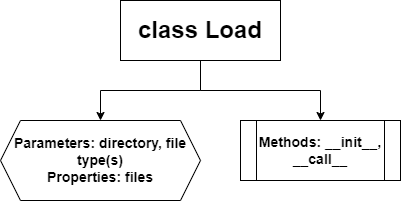 class Load
Parameters: directory, file
type(s)
Properties: files
Methods: __init__,
__call__